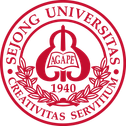 SEJONG UNIVERSITAS
AGAPE
1940
CREATIVITAS SERVITIUM